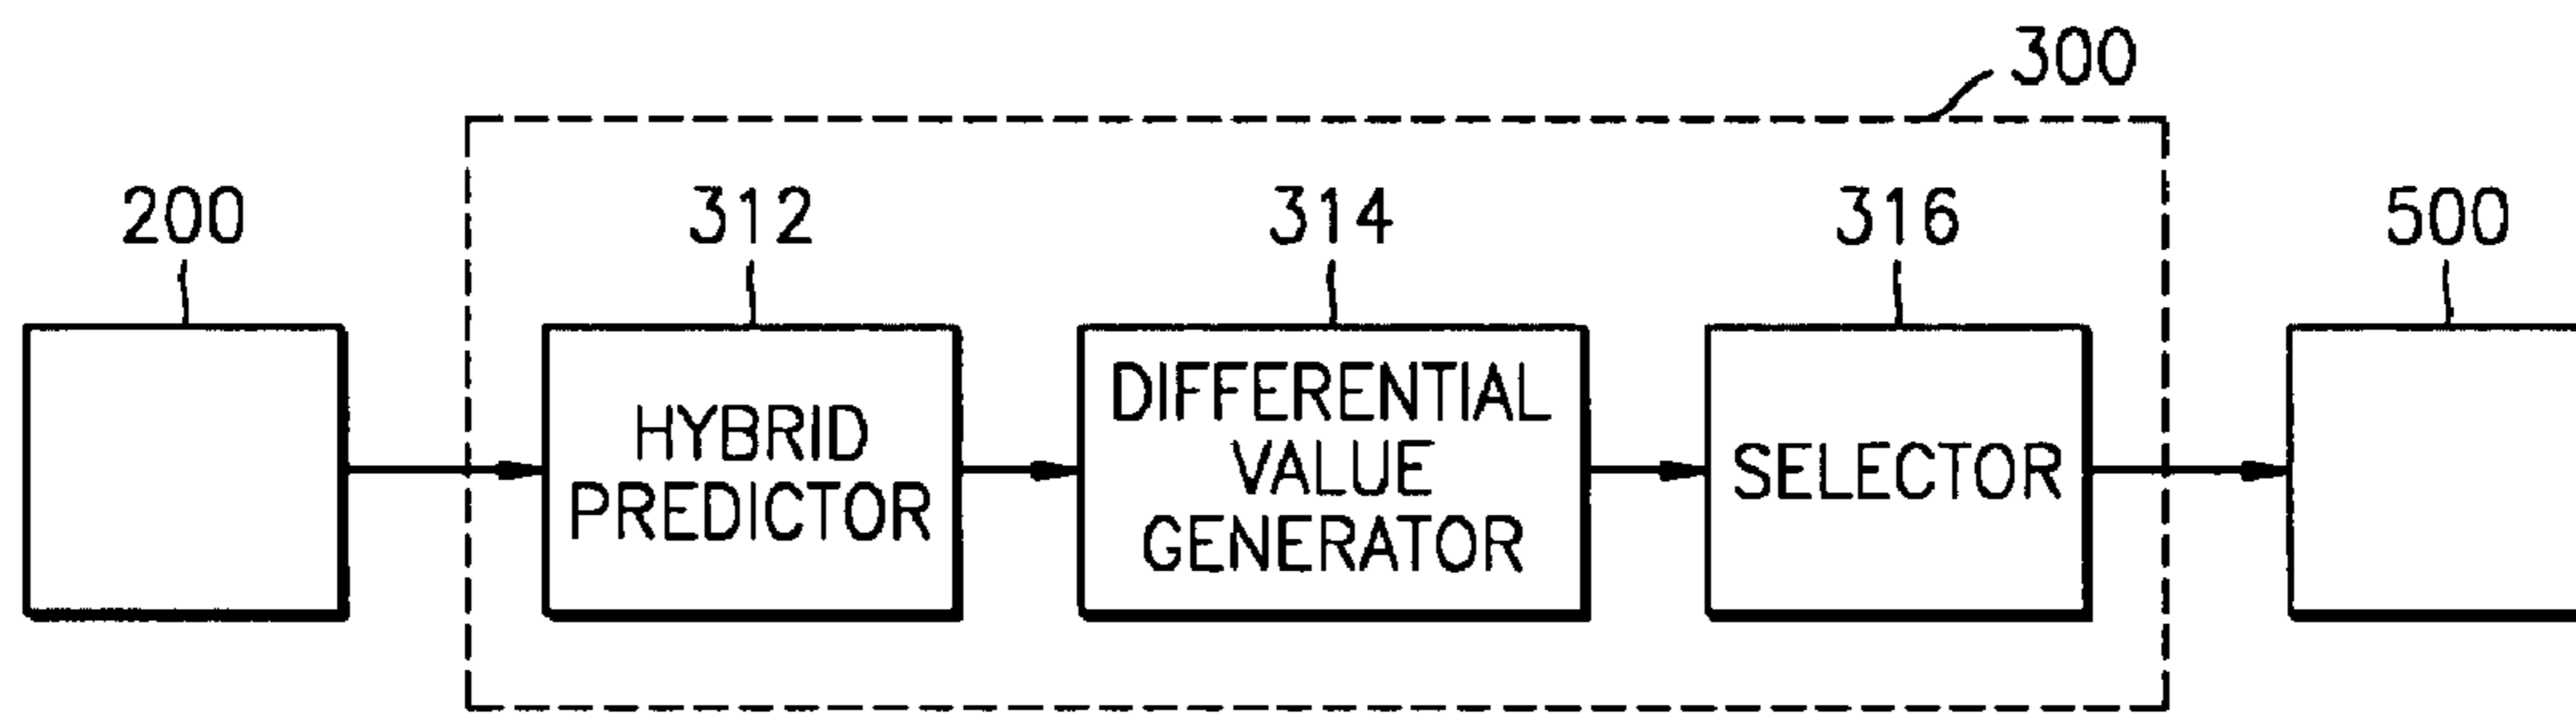 300
200
312
314
316
500
HYBRID
PREDICTOR
DIFFERENTIAL
VALUE
GENERATOR
SELECTOR